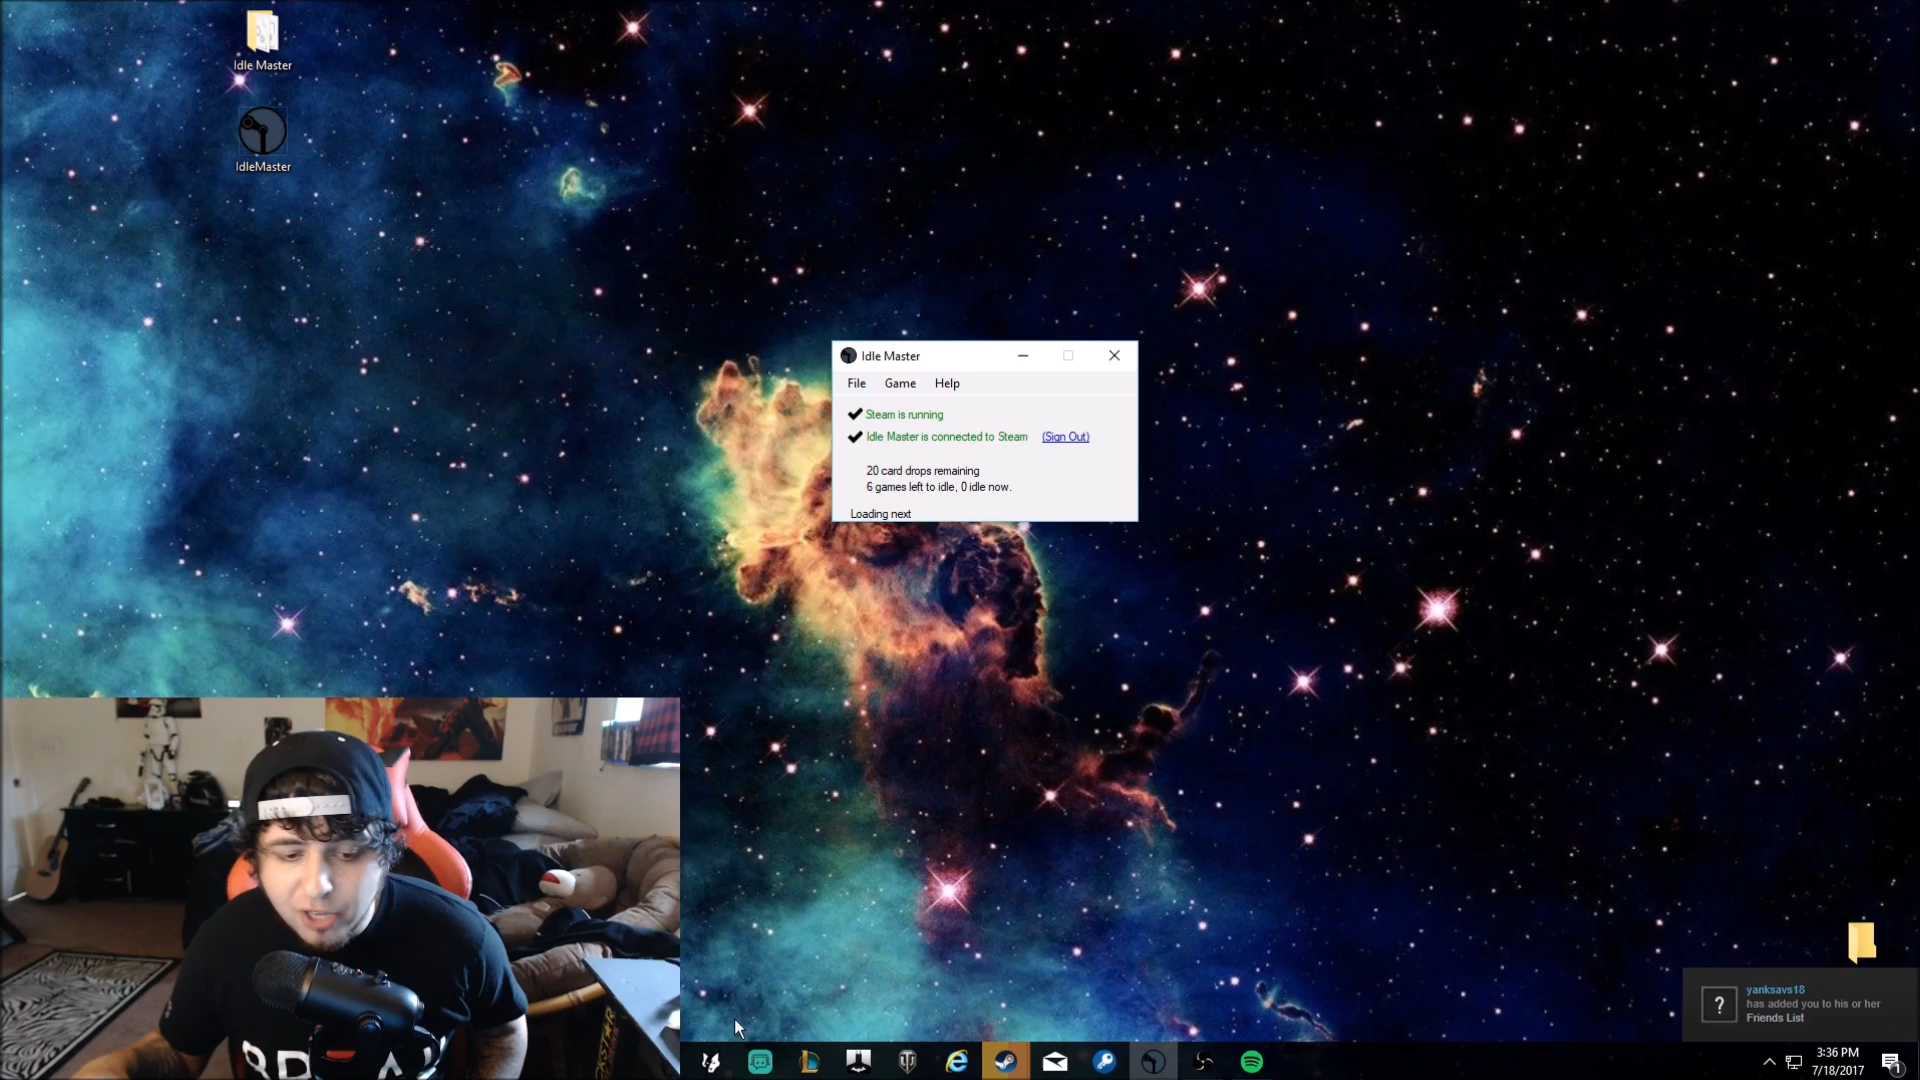 Idle Master
IdleMaster
Idle Master
File Game Help
Steam is running
Idle Master is connected to Steam (Sign Out)
20 card drops remaining
6 games left to idle, 0 idle now.
Loading next
yanksavs18
has added you to his or her
Friends List
3:36 PM
7/18/2017
1